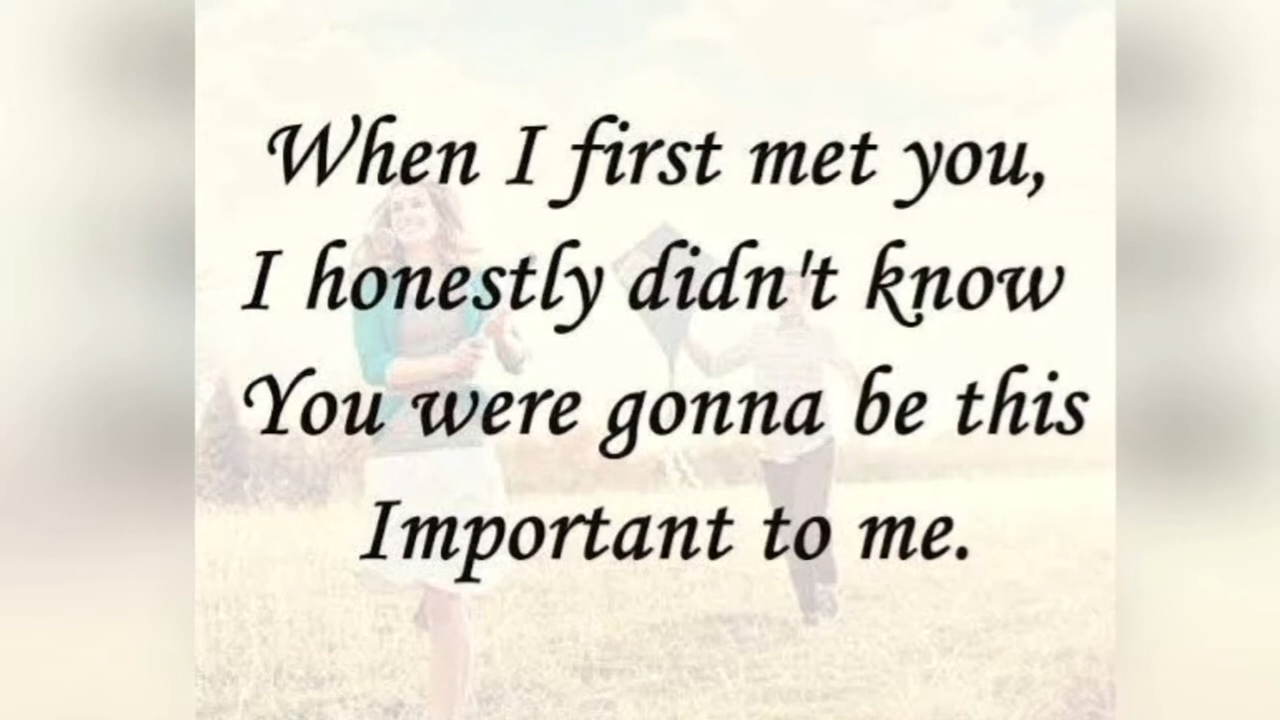 When I first met you,
I honestly didn't know
You were gonna be this
Important to me.